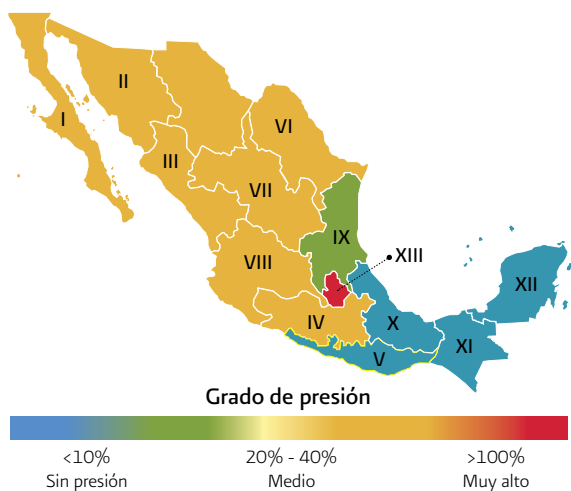 I
II
III
VI
VII
VIII
IX
XIII
XII
IV
X
V
XI
Grado de presión
<10%
20% - 40%
>100%
Sin presión
Medio
Muy alto